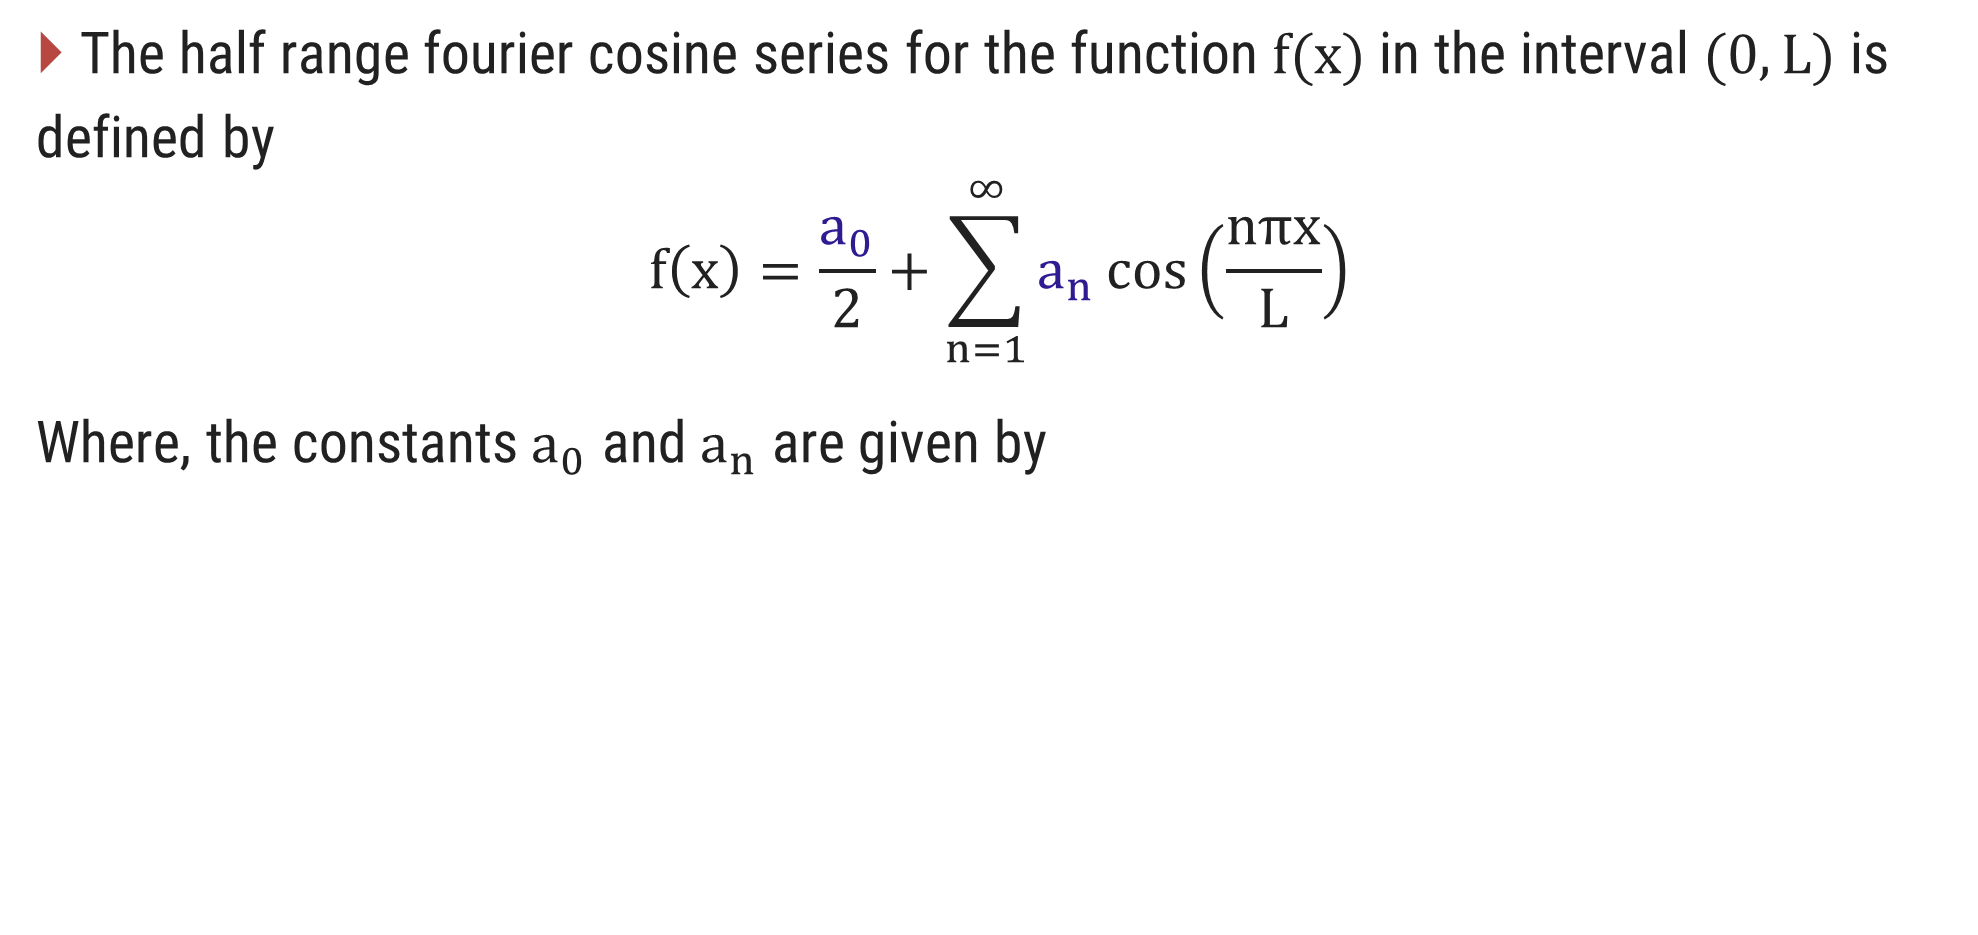 The half range fourier cosine series for the function f(x) in the interval (0, L) is
defined by
f(x) = a₀/2 + ∑_{n=1}^{∞} aₙ cos(nπx/L)
Where, the constants a₀ and aₙ are given by